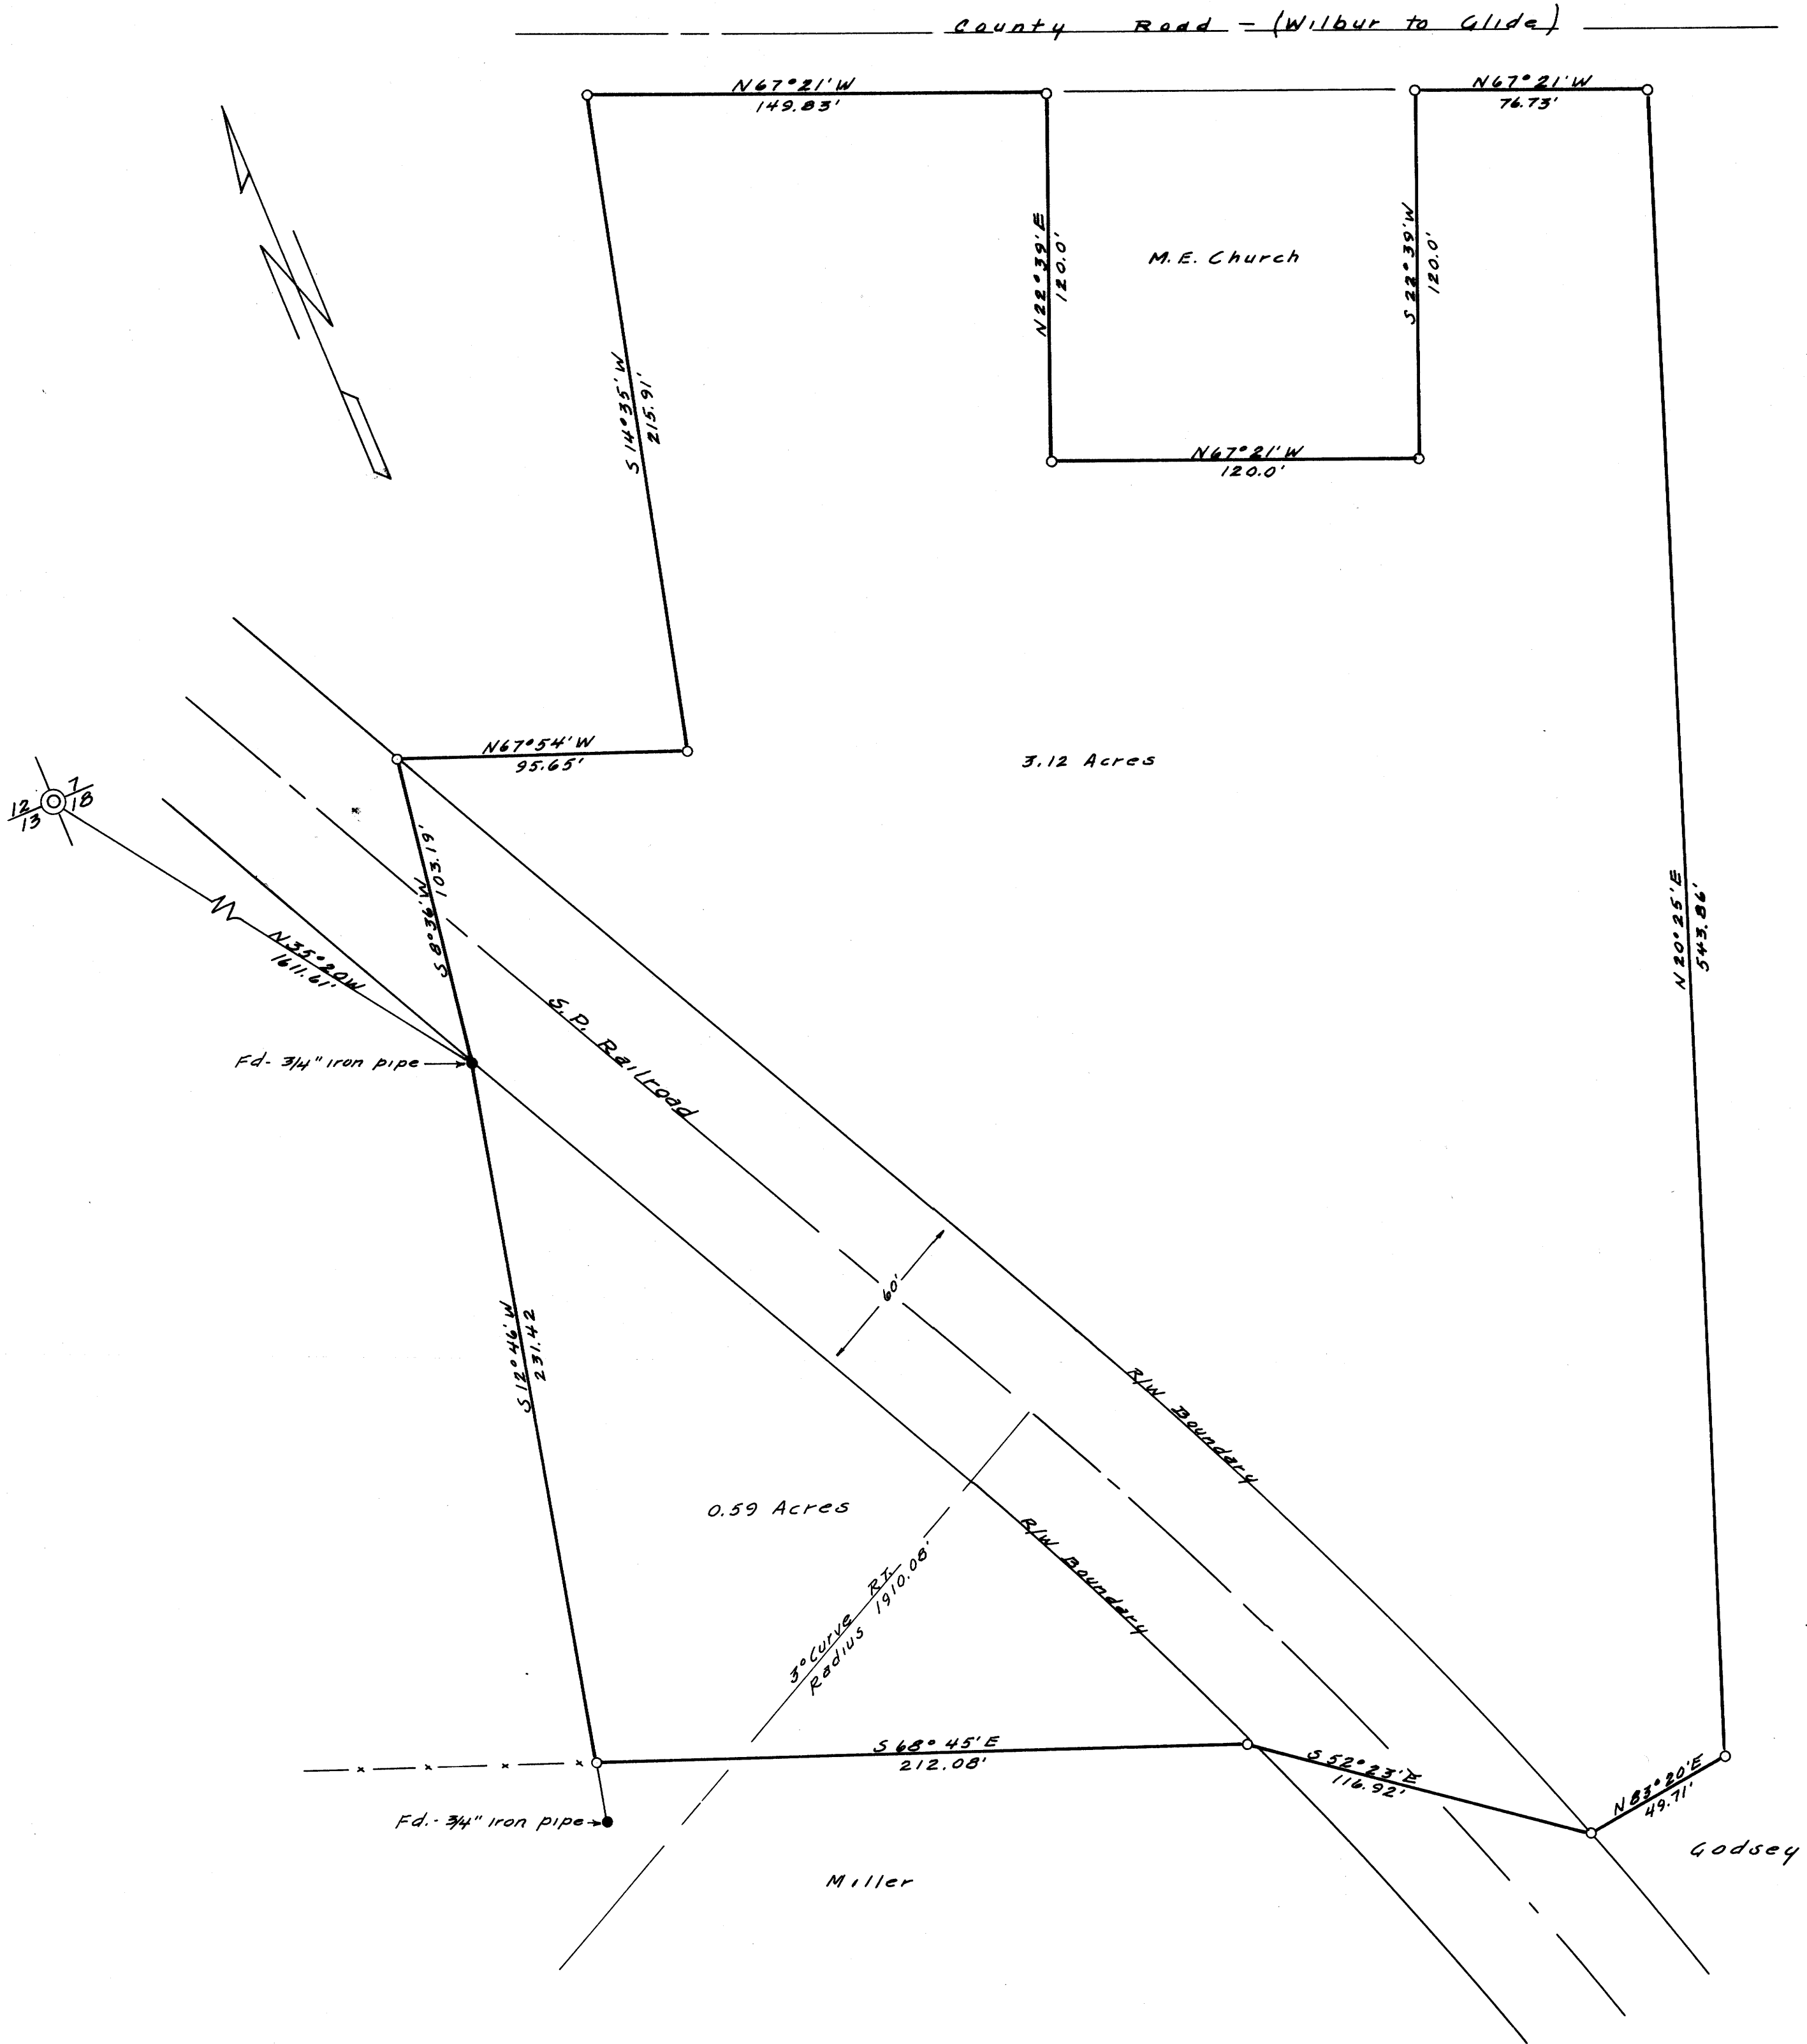 County Road - (Wilbur to Glide)
N67°21'W
149.83'
N67°21'W
76.73'
N22°39'E
120.0'
M.E. Church
S22°39'W
120.0'
N67°21'W
120.0'
S 14°35'W
215.91'
N67°54'W
95.65'
3.12 Acres
12 7
13 18
S 8°36'W
103.19'
N35°20W
1611.61'
N 20°25'E
543.86'
S.P. Railroad
Fd- 3/4" iron pipe
60'
S 12°46'W
231.42
R/W Boundary
0.59 Acres
R/W Boundary
3° Curve RT.
Radius 1910.08'
S 68°45'E
212.08'
S 52°23'E
116.92'
N 83°20'E
49.71'
Fd.- 3/4" iron pipe
Godsey
Miller